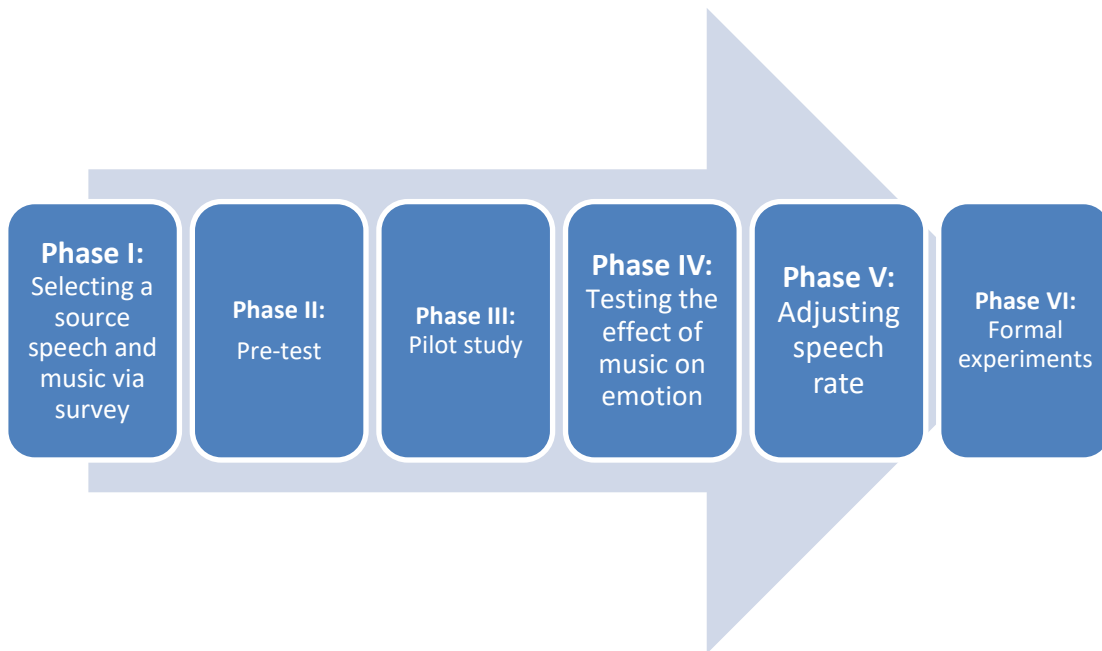 Phase I:
Selecting a
source
speech and
music via
survey
Phase II:
Pre-test
Phase III:
Pilot study
Phase IV:
Testing the
effect of
music on
emotion
Phase V:
Adjusting
speech
rate
Phase VI:
Formal
experiments